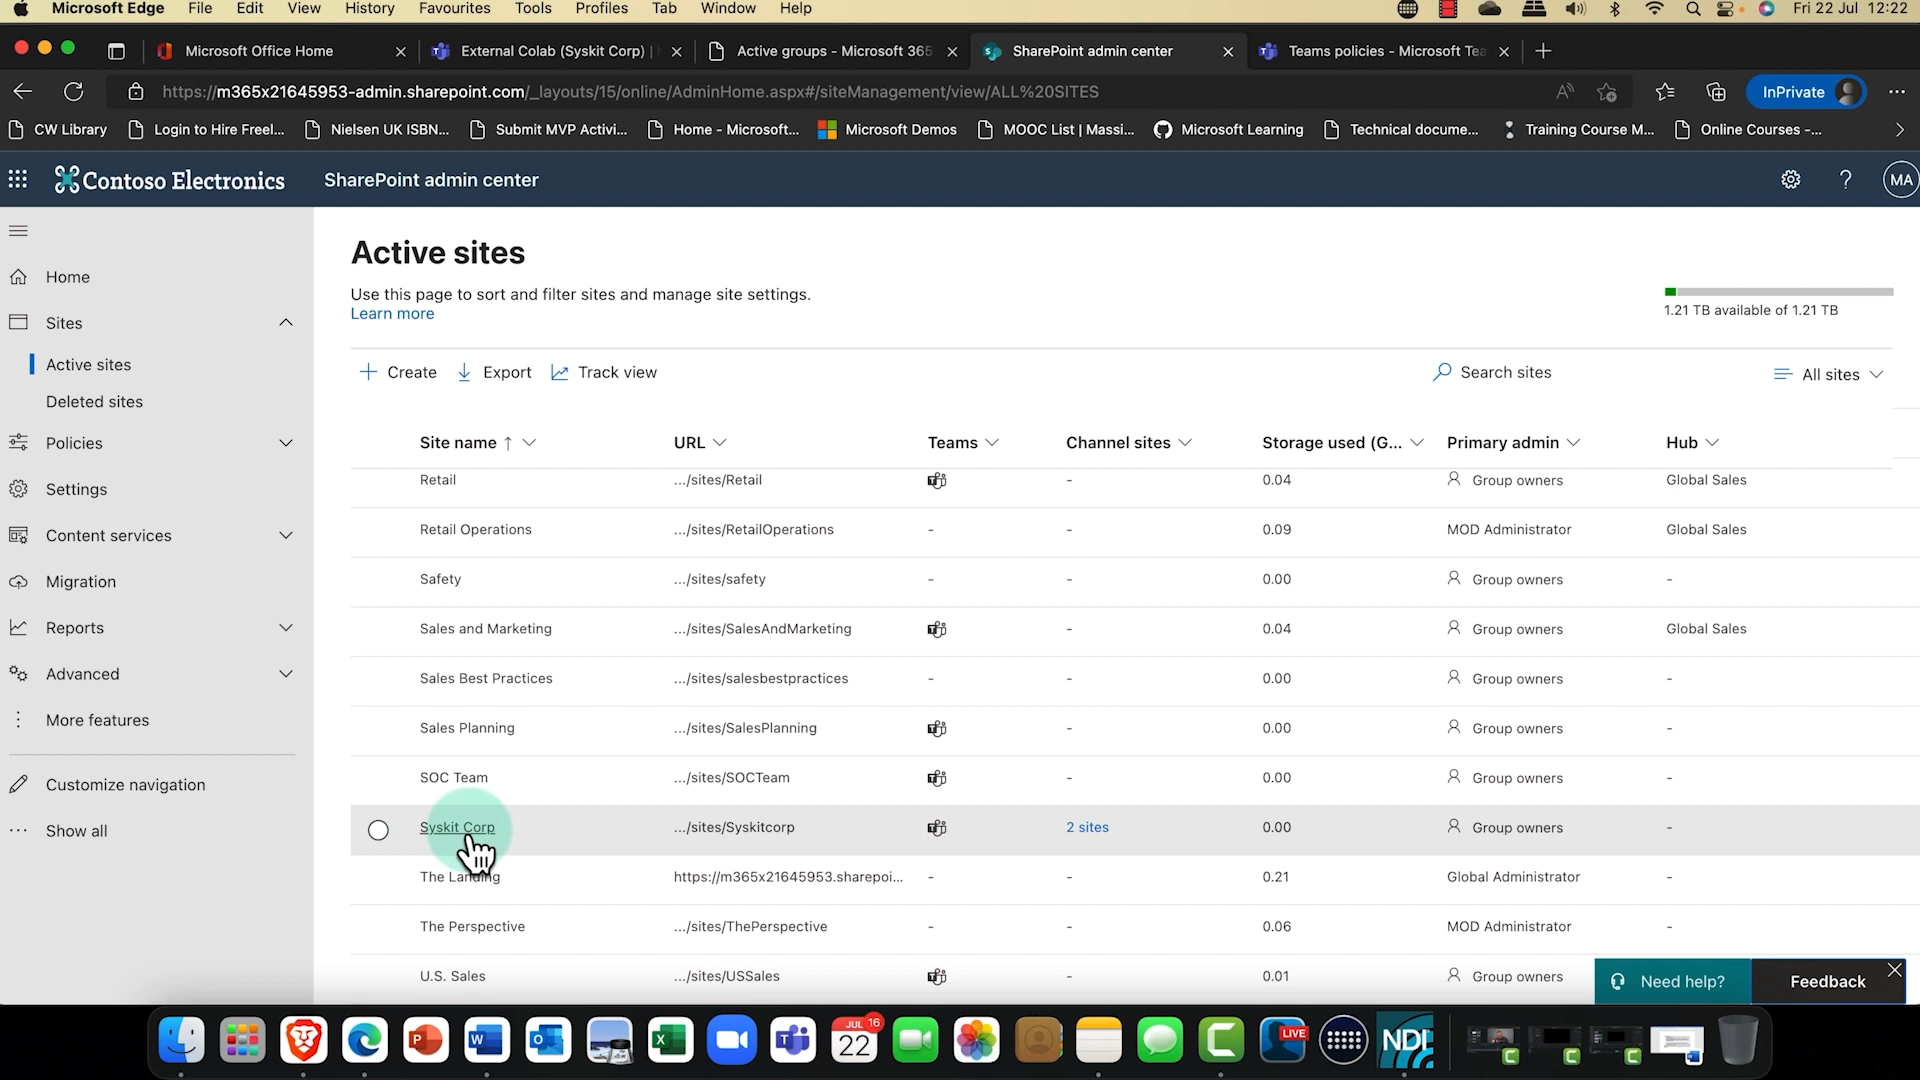 Microsoft Edge File Edit View History Favourites Tools Profiles Tab Window Help Fri 22 Jul 12:22
Microsoft Office Home External Colab (Syskit Corp) | Active groups - Microsoft 365 SharePoint admin center Teams policies - Microsoft Tea
https://m365x21645953-admin.sharepoint.com/_layouts/15/online/AdminHome.aspx#/siteManagement/view/ALL%20SITES InPrivate
CW Library Login to Hire Freel... Nielsen UK ISBN... Submit MVP Activi... Home - Microsoft... Microsoft Demos MOOC List | Massi... Microsoft Learning Technical docume... Training Course M... Online Courses -...
Contoso Electronics SharePoint admin center MA
Home
Sites
Active sites
Deleted sites
Policies
Settings
Content services
Migration
Reports
Advanced
More features
Customize navigation
Show all
Active sites
Use this page to sort and filter sites and manage site settings.
Learn more
1.21 TB available of 1.21 TB
Create Export Track view Search sites All sites
Site name ↑ URL Teams Channel sites Storage used (G... Primary admin Hub
Retail .../sites/Retail - 0.04 Group owners Global Sales
Retail Operations .../sites/RetailOperations - - 0.09 MOD Administrator Global Sales
Safety .../sites/safety - - 0.00 Group owners -
Sales and Marketing .../sites/SalesAndMarketing - 0.04 Group owners Global Sales
Sales Best Practices .../sites/salesbestpractices - - 0.00 Group owners -
Sales Planning .../sites/SalesPlanning - 0.00 Group owners -
SOC Team .../sites/SOCTeam - 0.00 Group owners -
Syskit Corp .../sites/Syskitcorp 2 sites 0.00 Group owners -
The Landing https://m365x21645953.sharepoi... - - 0.21 Global Administrator -
The Perspective .../sites/ThePerspective - - 0.06 MOD Administrator -
U.S. Sales .../sites/USSales - 0.01 Group owners
Need help? Feedback
JUL 16
22
LIVE
NDI